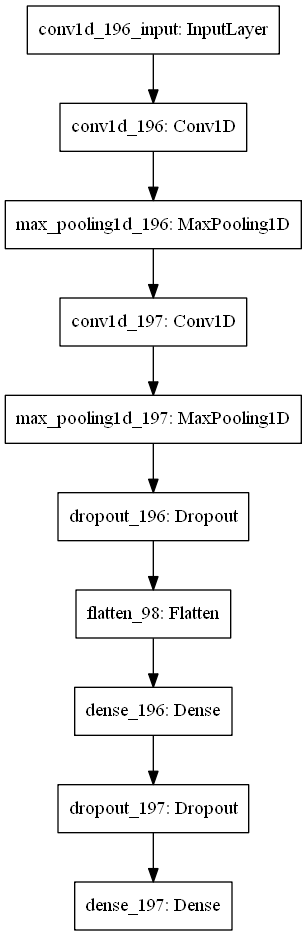 conv1d_196_input: InputLayer
conv1d_196: Conv1D
max_pooling1d_196: MaxPooling1D
conv1d_197: Conv1D
max_pooling1d_197: MaxPooling1D
dropout_196: Dropout
flatten_98: Flatten
dense_196: Dense
dropout_197: Dropout
dense_197: Dense